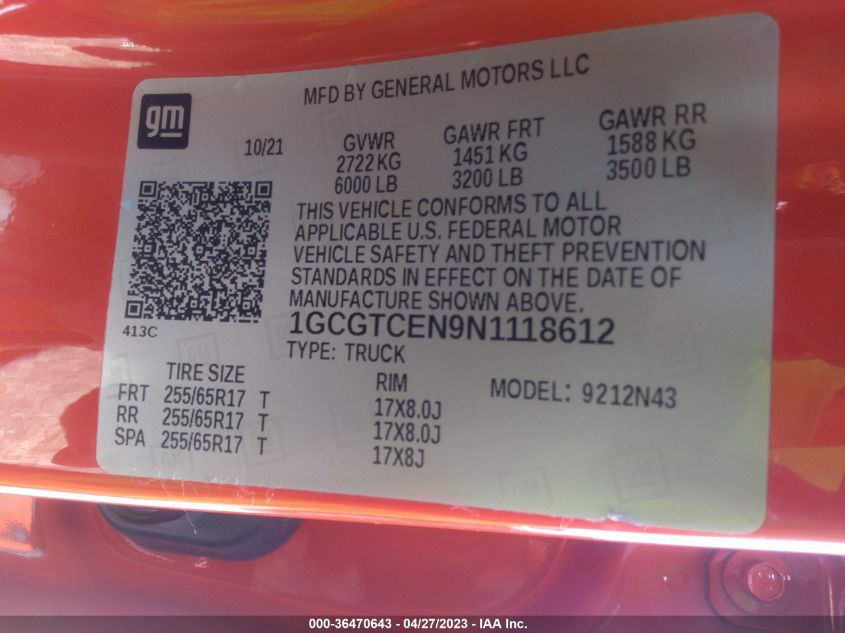 MFD BY GENERAL MOTORS LLC
gm
10/21
GVWR GAWR FRT GAWR RR
2722 KG 1451 KG 1588 KG
6000 LB 3200 LB 3500 LB
THIS VEHICLE CONFORMS TO ALL
APPLICABLE U.S. FEDERAL MOTOR
VEHICLE SAFETY AND THEFT PREVENTION
STANDARDS IN EFFECT ON THE DATE OF
MANUFACTURE SHOWN ABOVE.
413C
1GCGTCEN9N1118612
TYPE: TRUCK
TIRE SIZE RIM MODEL: 9212N43
FRT 255/65R17 T 17X8.0J
RR 255/65R17 T 17X8.0J
SPA 255/65R17 T 17X8J
000-36470643 - 04/27/2023 - IAA Inc.